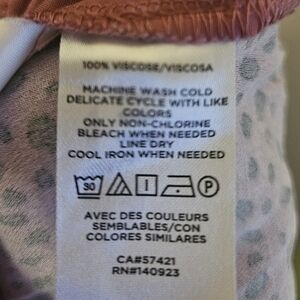 100% VISCOSE/VISCOSA
MACHINE WASH COLD
DELICATE CYCLE WITH LIKE
COLORS
ONLY NON-CHLORINE
BLEACH WHEN NEEDED
LINE DRY
COOL IRON WHEN NEEDED
30 P
AVEC DES COULEURS
SEMBLABLES/CON
COLORES SIMILARES
CA#57421
RN#140923